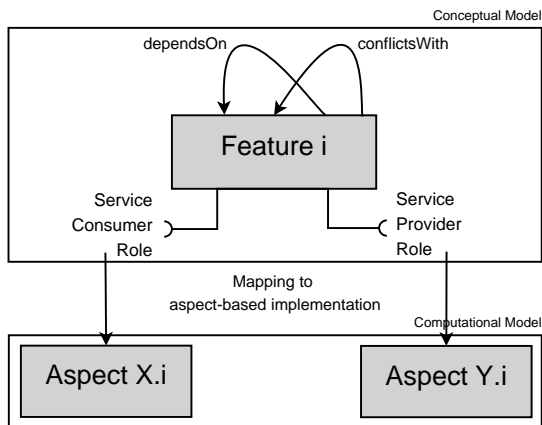 Conceptual Model
dependsOn
conflictsWith
Feature i
Service
Consumer
Role
Service
Provider
Role
Mapping to
aspect-based implementation
Computational Model
Aspect X.i
Aspect Y.i